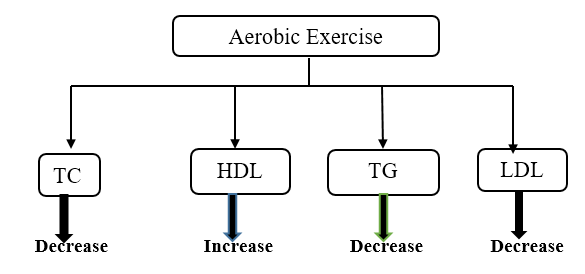 Aerobic Exercise
TC
HDL
TG
LDL
Decrease
Increase
Decrease
Decrease